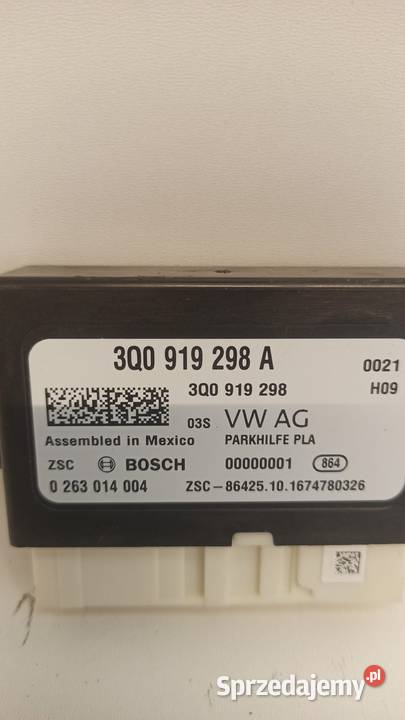 3Q0 919 298 A
0021
3Q0 919 298
H09
03S VW AG
Assembled in Mexico
PARKHILFE PLA
ZSC BOSCH 00000001 864
0 263 014 004 ZSC-86425.10.1674780326
Sprzedajemy.pl